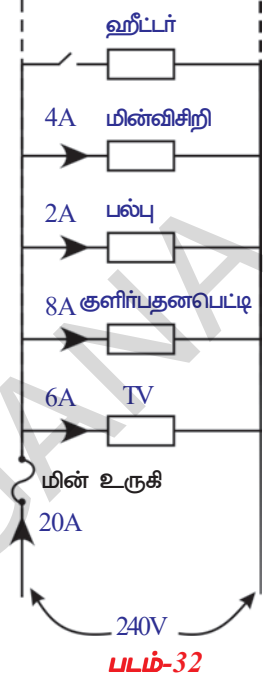 ஹீட்டர்
4A மின்விசிறி
2A பல்பு
8A குளிர்பதனபெட்டி
6A TV
மின் உருகி
20A
240V
படம்-32